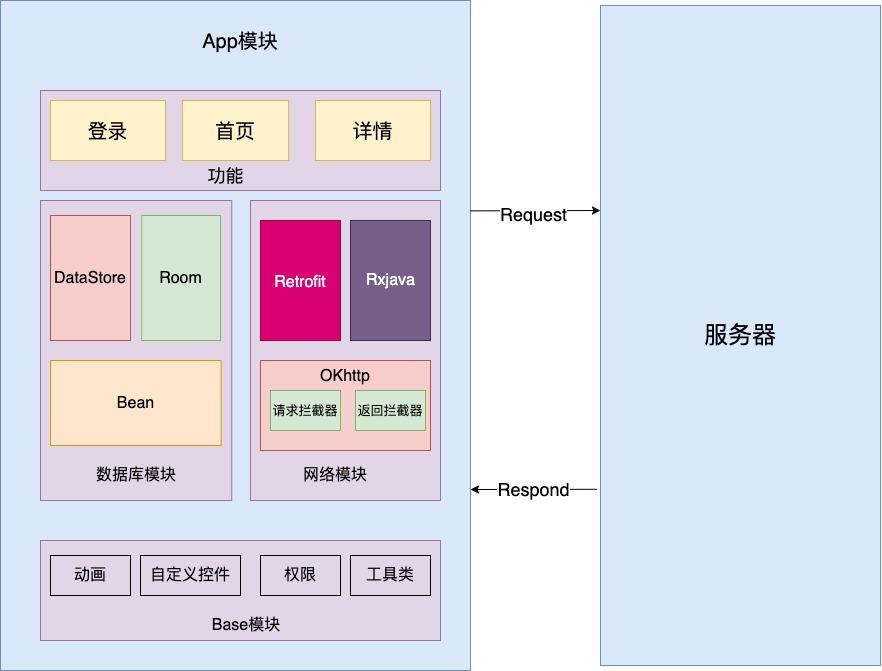 App模块
登录
首页
详情
功能
DataStore
Room
Bean
数据库模块
Retrofit
Rxjava
OKhttp
请求拦截器
返回拦截器
网络模块
动画
自定义控件
权限
工具类
Base模块
Request
Respond
服务器